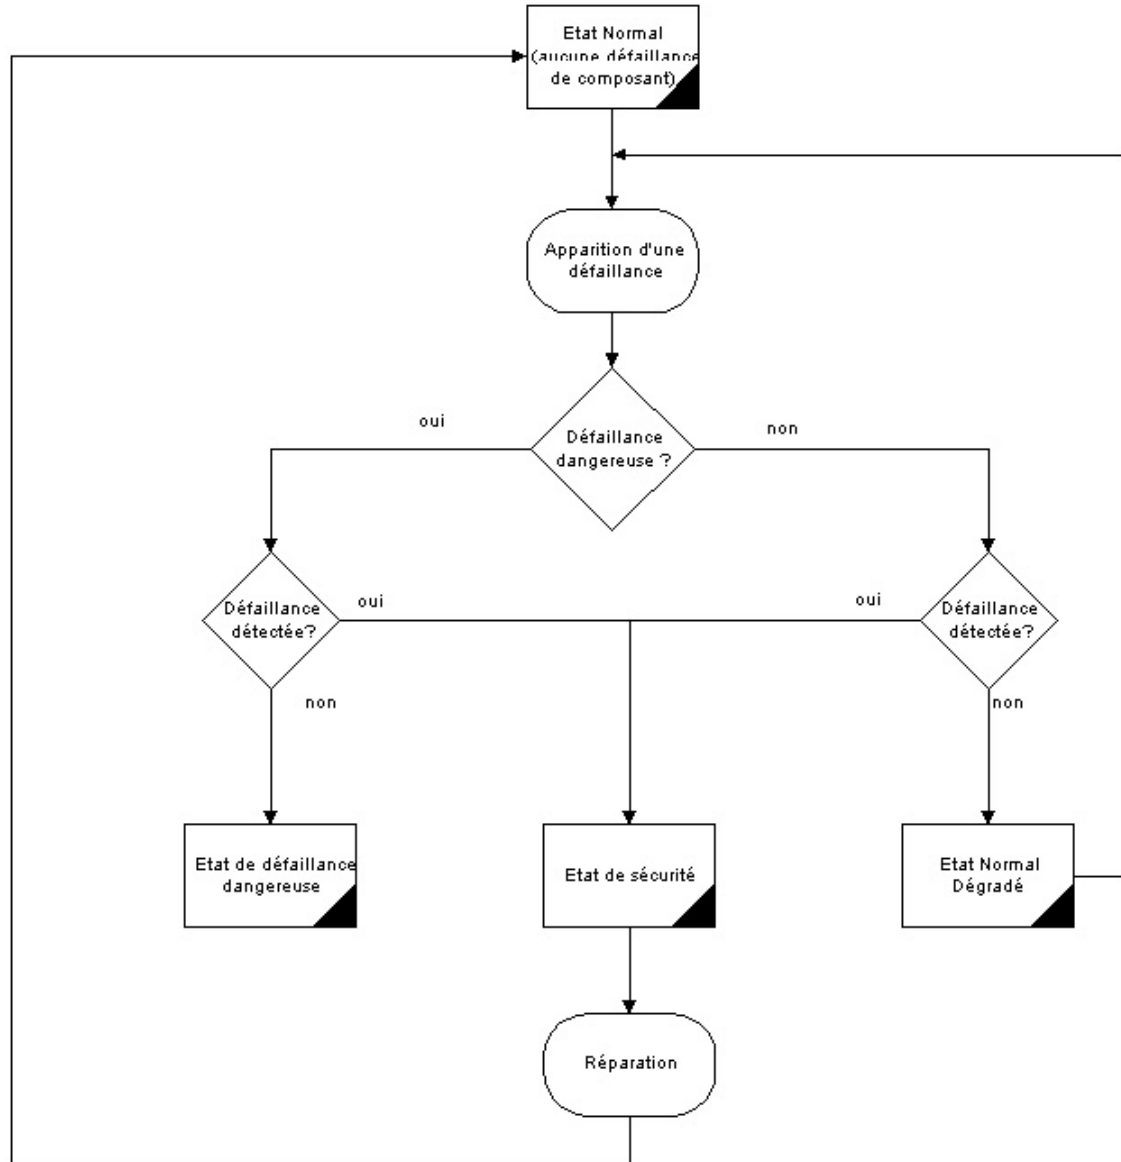 Etat Normal
(aucune défaillance
de composant)
Apparition d'une
défaillance
oui
non
Défaillance
dangereuse ?
Défaillance
détectée?
oui
oui
Défaillance
détectée?
non
non
Etat de défaillance
dangereuse
Etat de sécurité
Etat Normal
Dégradé
Réparation